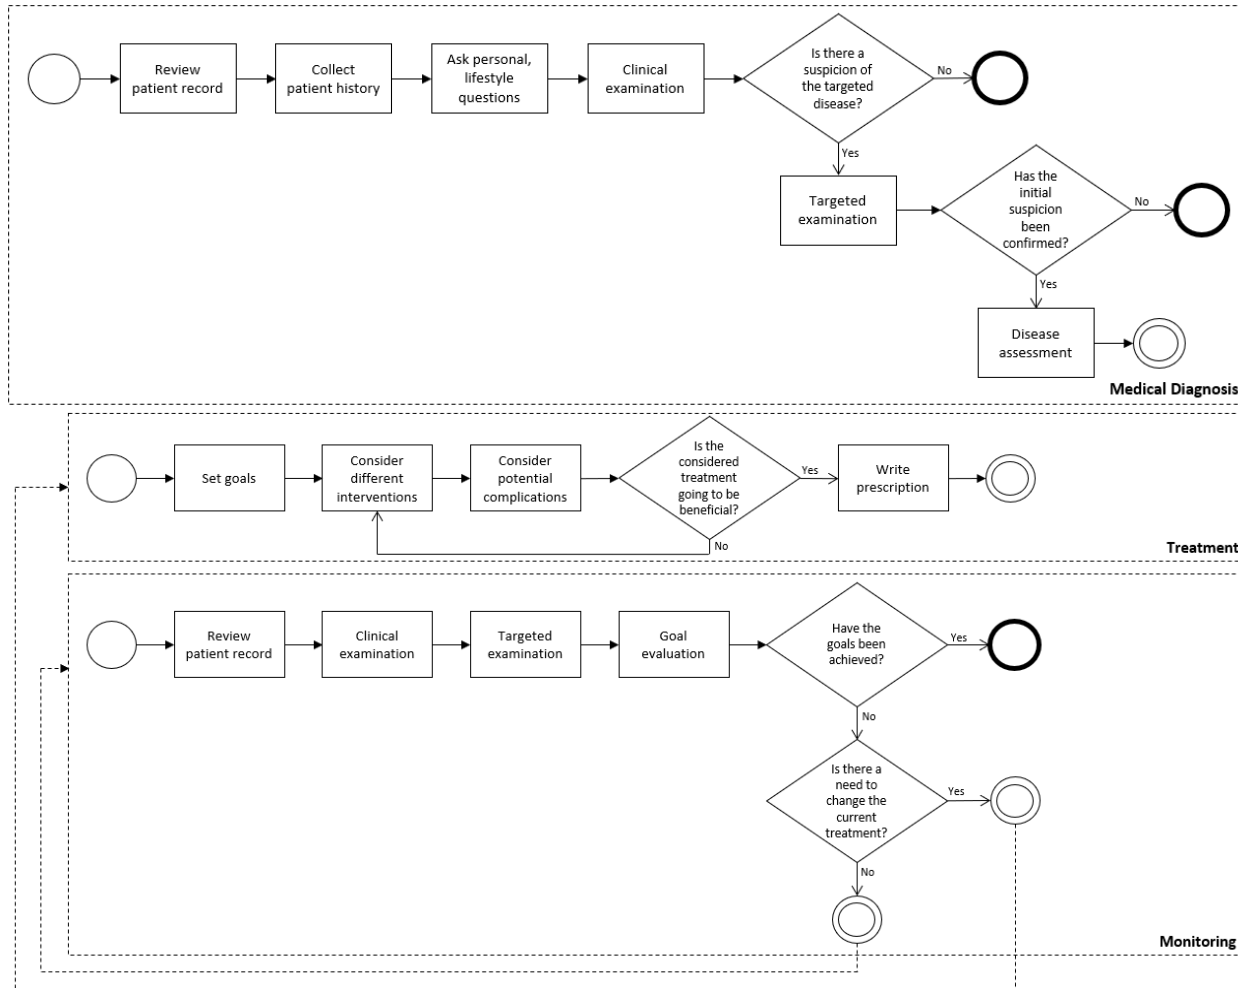 Review
patient record
Collect
patient history
Ask personal,
lifestyle
questions
Clinical
examination
Is there a
suspicion of
the targeted
disease?
No
Yes
Targeted
examination
Has the
initial
suspicion
been
confirmed?
No
Yes
Disease
assessment
Medical Diagnosis
Set goals
Consider
different
interventions
Consider
potential
complications
Is the
considered
treatment
going to be
beneficial?
Yes
Write
prescription
No
Treatment
Review
patient record
Clinical
examination
Targeted
examination
Goal
evaluation
Have the
goals been
achieved?
Yes
No
Is there a
need to
change the
current
treatment?
Yes
No
Monitoring